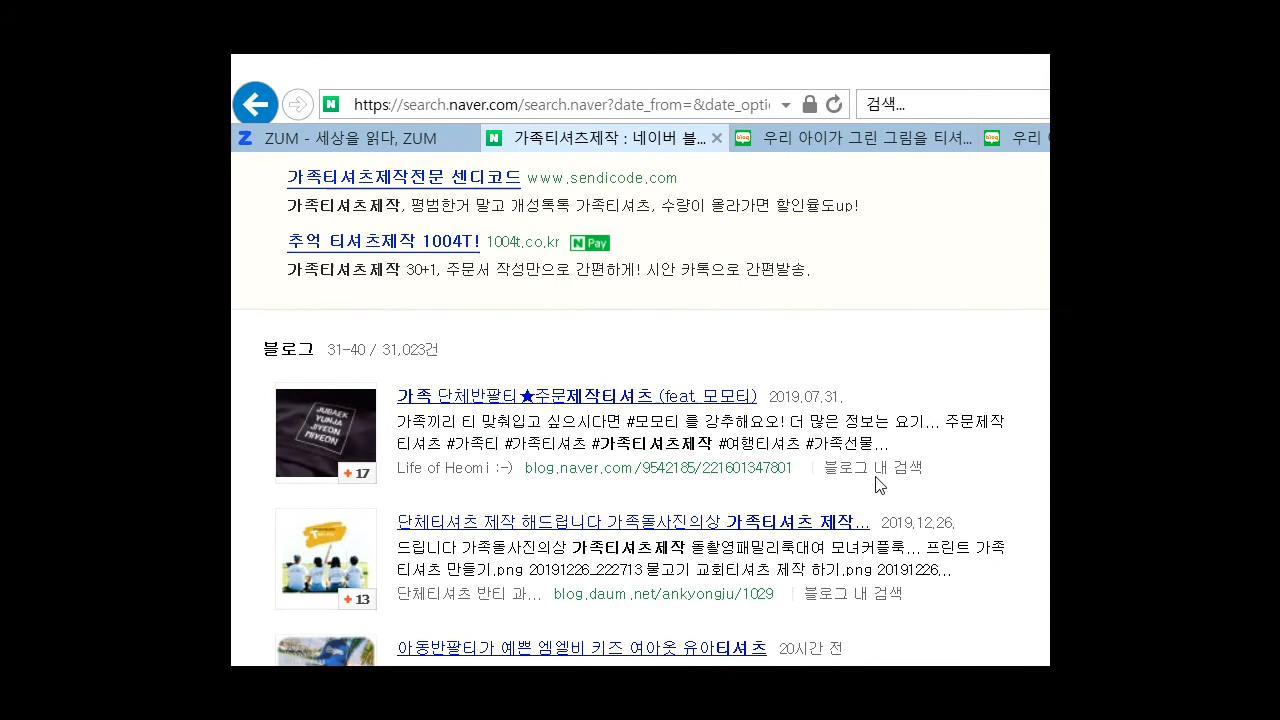 https://search.naver.com/search.naver?date_from=&date_opti
검색...
ZUM - 세상을 읽다, ZUM
가족티셔츠제작 : 네이버 블...
우리 아이가 그린 그림을 티셔...
우리
가족티셔츠제작전문 센디코드 www.sendicode.com
가족티셔츠제작, 평범한거 말고 개성톡톡 가족티셔츠, 수량이 올라가면 할인율도up!
추억 티셔츠제작 1004T! 1004t.co.kr N Pay
가족티셔츠제작 30+1, 주문서 작성만으로 간편하게! 시안 카톡으로 간편발송.
블로그 31-40 / 31,023건
가족 단체반팔티★주문제작티셔츠 (feat. 모모티) 2019.07.31.
가족끼리 티 맞춰입고 싶으시다면 #모모티 를 강추해요오! 더 많은 정보는 요기... 주문제작
티셔츠 #가족티 #가족티셔츠 #가족티셔츠제작 #여행티셔츠 #가족선물...
JUBAEK
YUNJA
JIYEON
MIYEON
+17
Life of Heomi :-) blog.naver.com/9542185/221601347801 블로그 내 검색
단체티셔츠 제작 해드립니다 가족돌사진의상 가족티셔츠 제작... 2019.12.26.
드립니다 가족돌사진의상 가족티셔츠제작 돌촬영패밀리룩대여 모녀커플룩... 프린트 가족
티셔츠 만들기.png 20191226_222713 물고기 교회티셔츠 제작 하기.png 20191226...
+13
단체티셔츠 반티 과... blog.daum.net/ankyongju/1029 블로그 내 검색
아동반팔티가 예쁜 엠엘비 키즈 여아옷 유아티셔츠 20시간 전